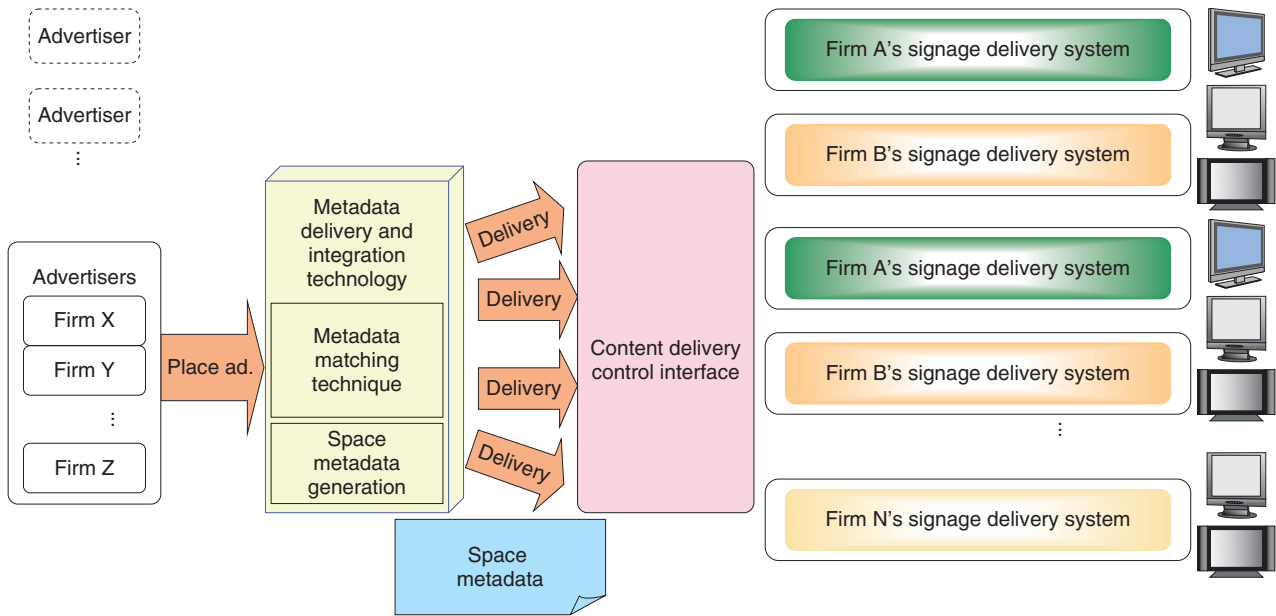 Advertiser
Advertiser
⋮
Advertisers
Firm X
Firm Y
⋮
Firm Z
Place ad.
Metadata
delivery and
integration
technology
Metadata
matching
technique
Space
metadata
generation
Delivery
Delivery
Delivery
Delivery
Space
metadata
Content delivery
control interface
Firm A's signage delivery system
Firm B's signage delivery system
Firm A's signage delivery system
Firm B's signage delivery system
⋮
Firm N's signage delivery system